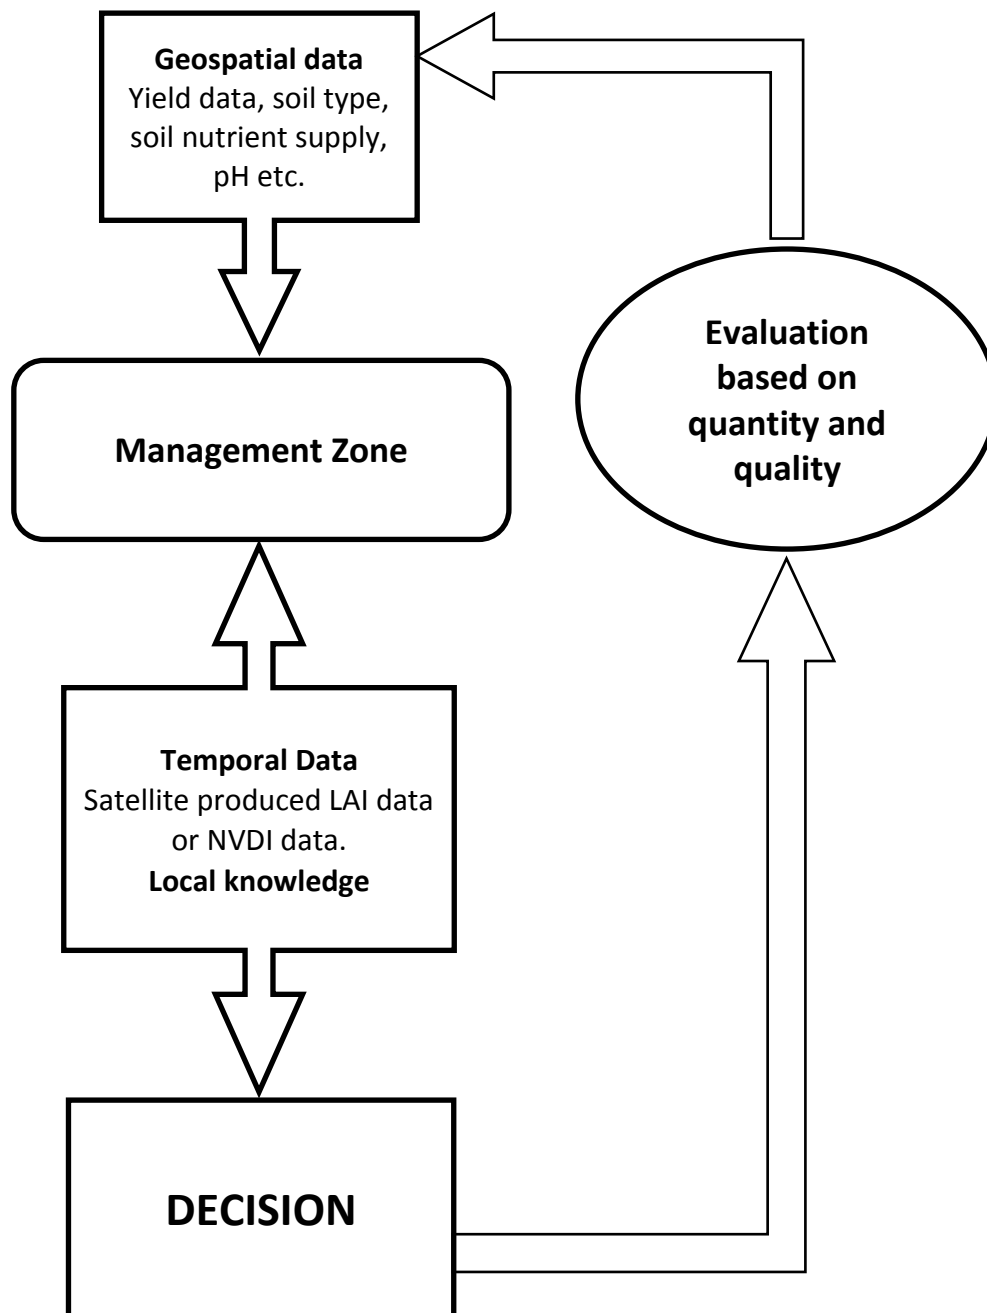 Geospatial data
Yield data, soil type,
soil nutrient supply,
pH etc.
Evaluation
based on
quantity and
quality
Management Zone
Temporal Data
Satellite produced LAI data
or NVDI data.
Local knowledge
DECISION